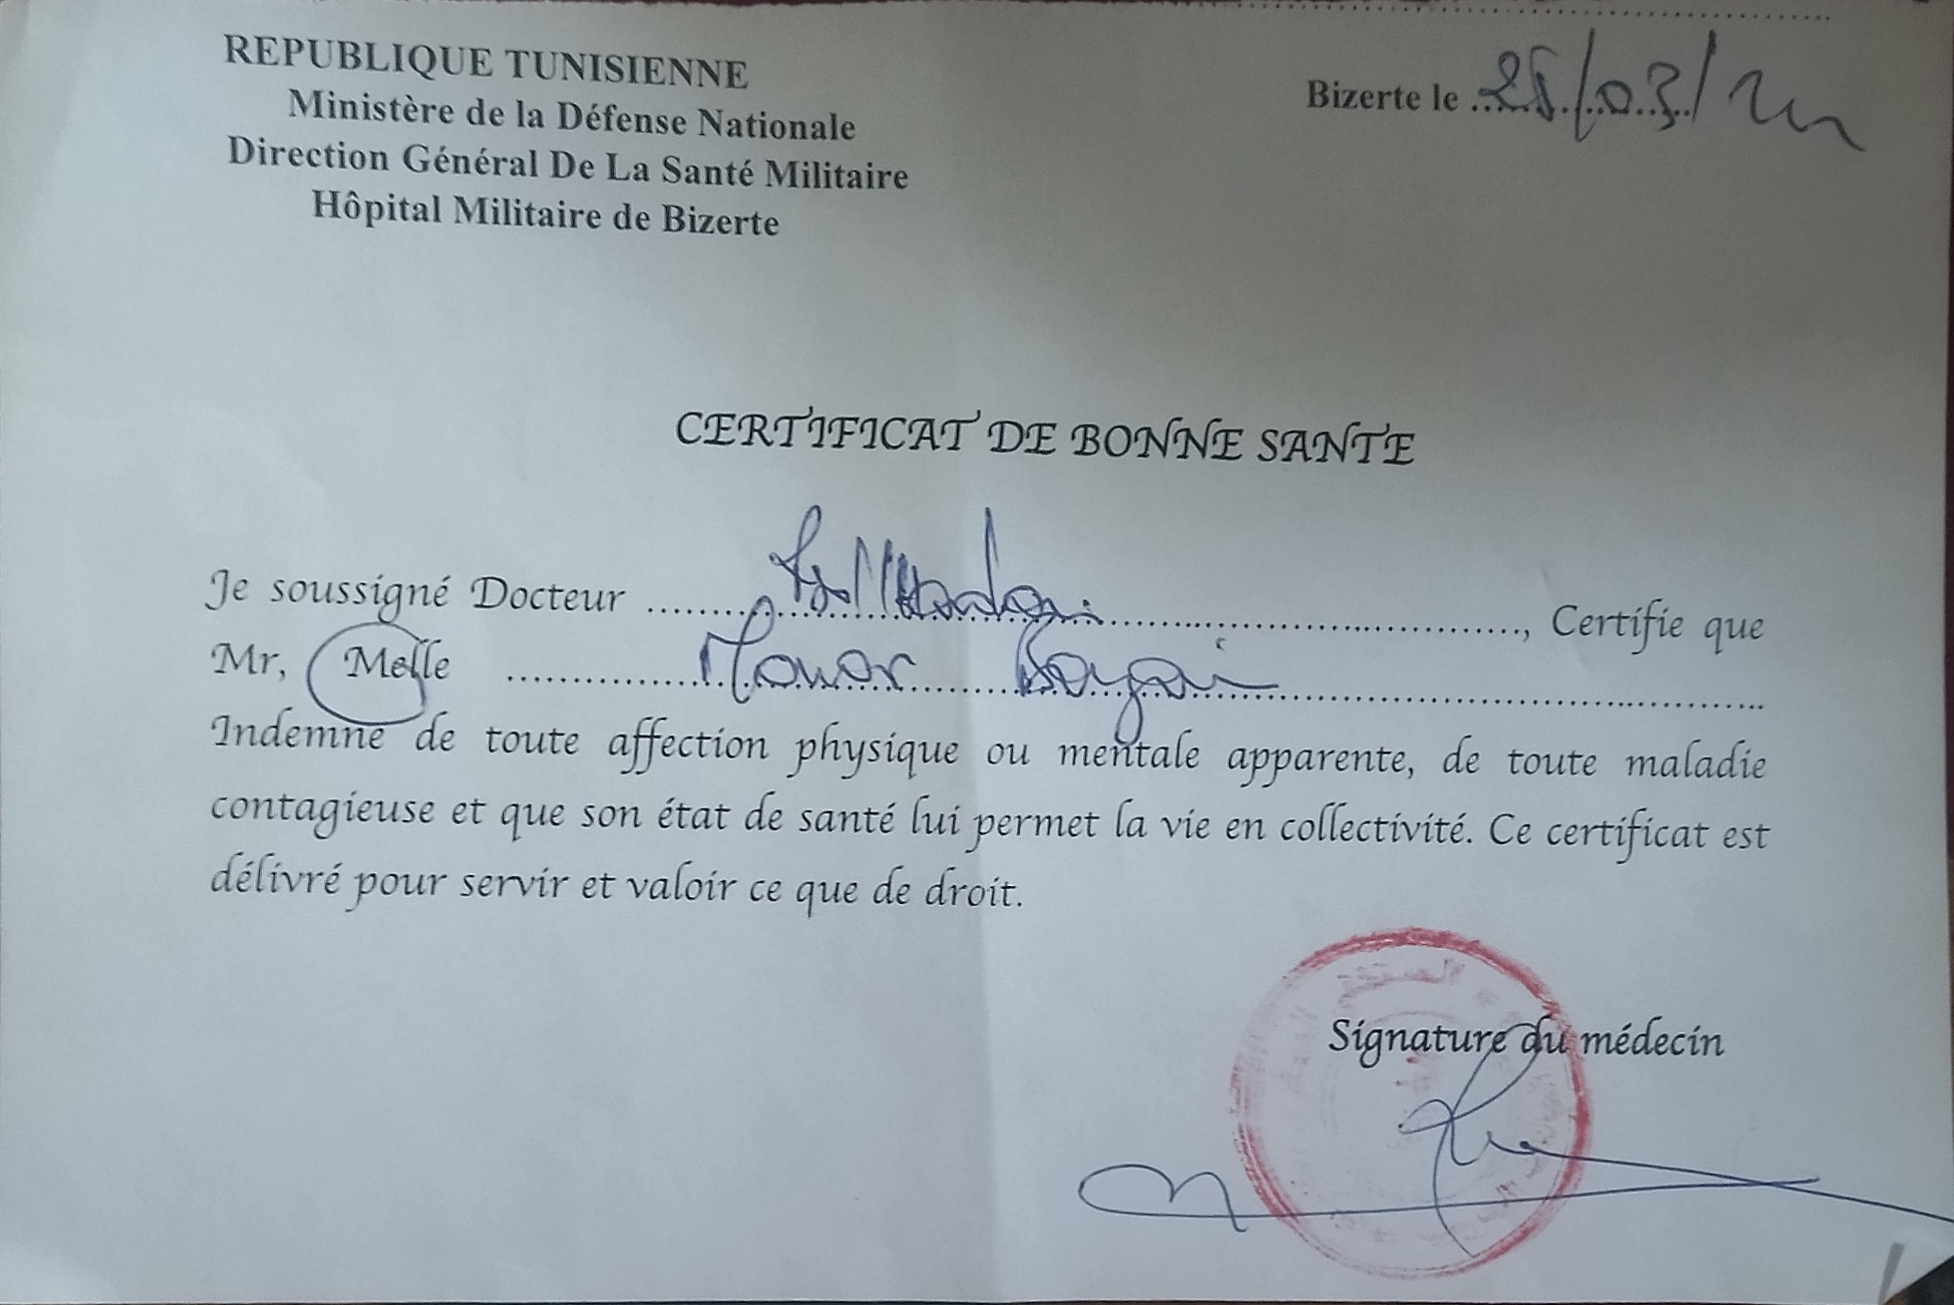 REPUBLIQUE TUNISIENNE
Ministère de la Défense Nationale
Direction Général De La Santé Militaire
Hôpital Militaire de Bizerte
Bizerte le 25/03/
CERTIFICAT DE BONNE SANTE
Je soussigné Docteur ........, Certifie que
Mr, Melle ........
Indemne de toute affection physique ou mentale apparente, de toute maladie
contagieuse et que son état de santé lui permet la vie en collectivité. Ce certificat est
délivré pour servir et valoir ce que de droit.
Signature du médecin